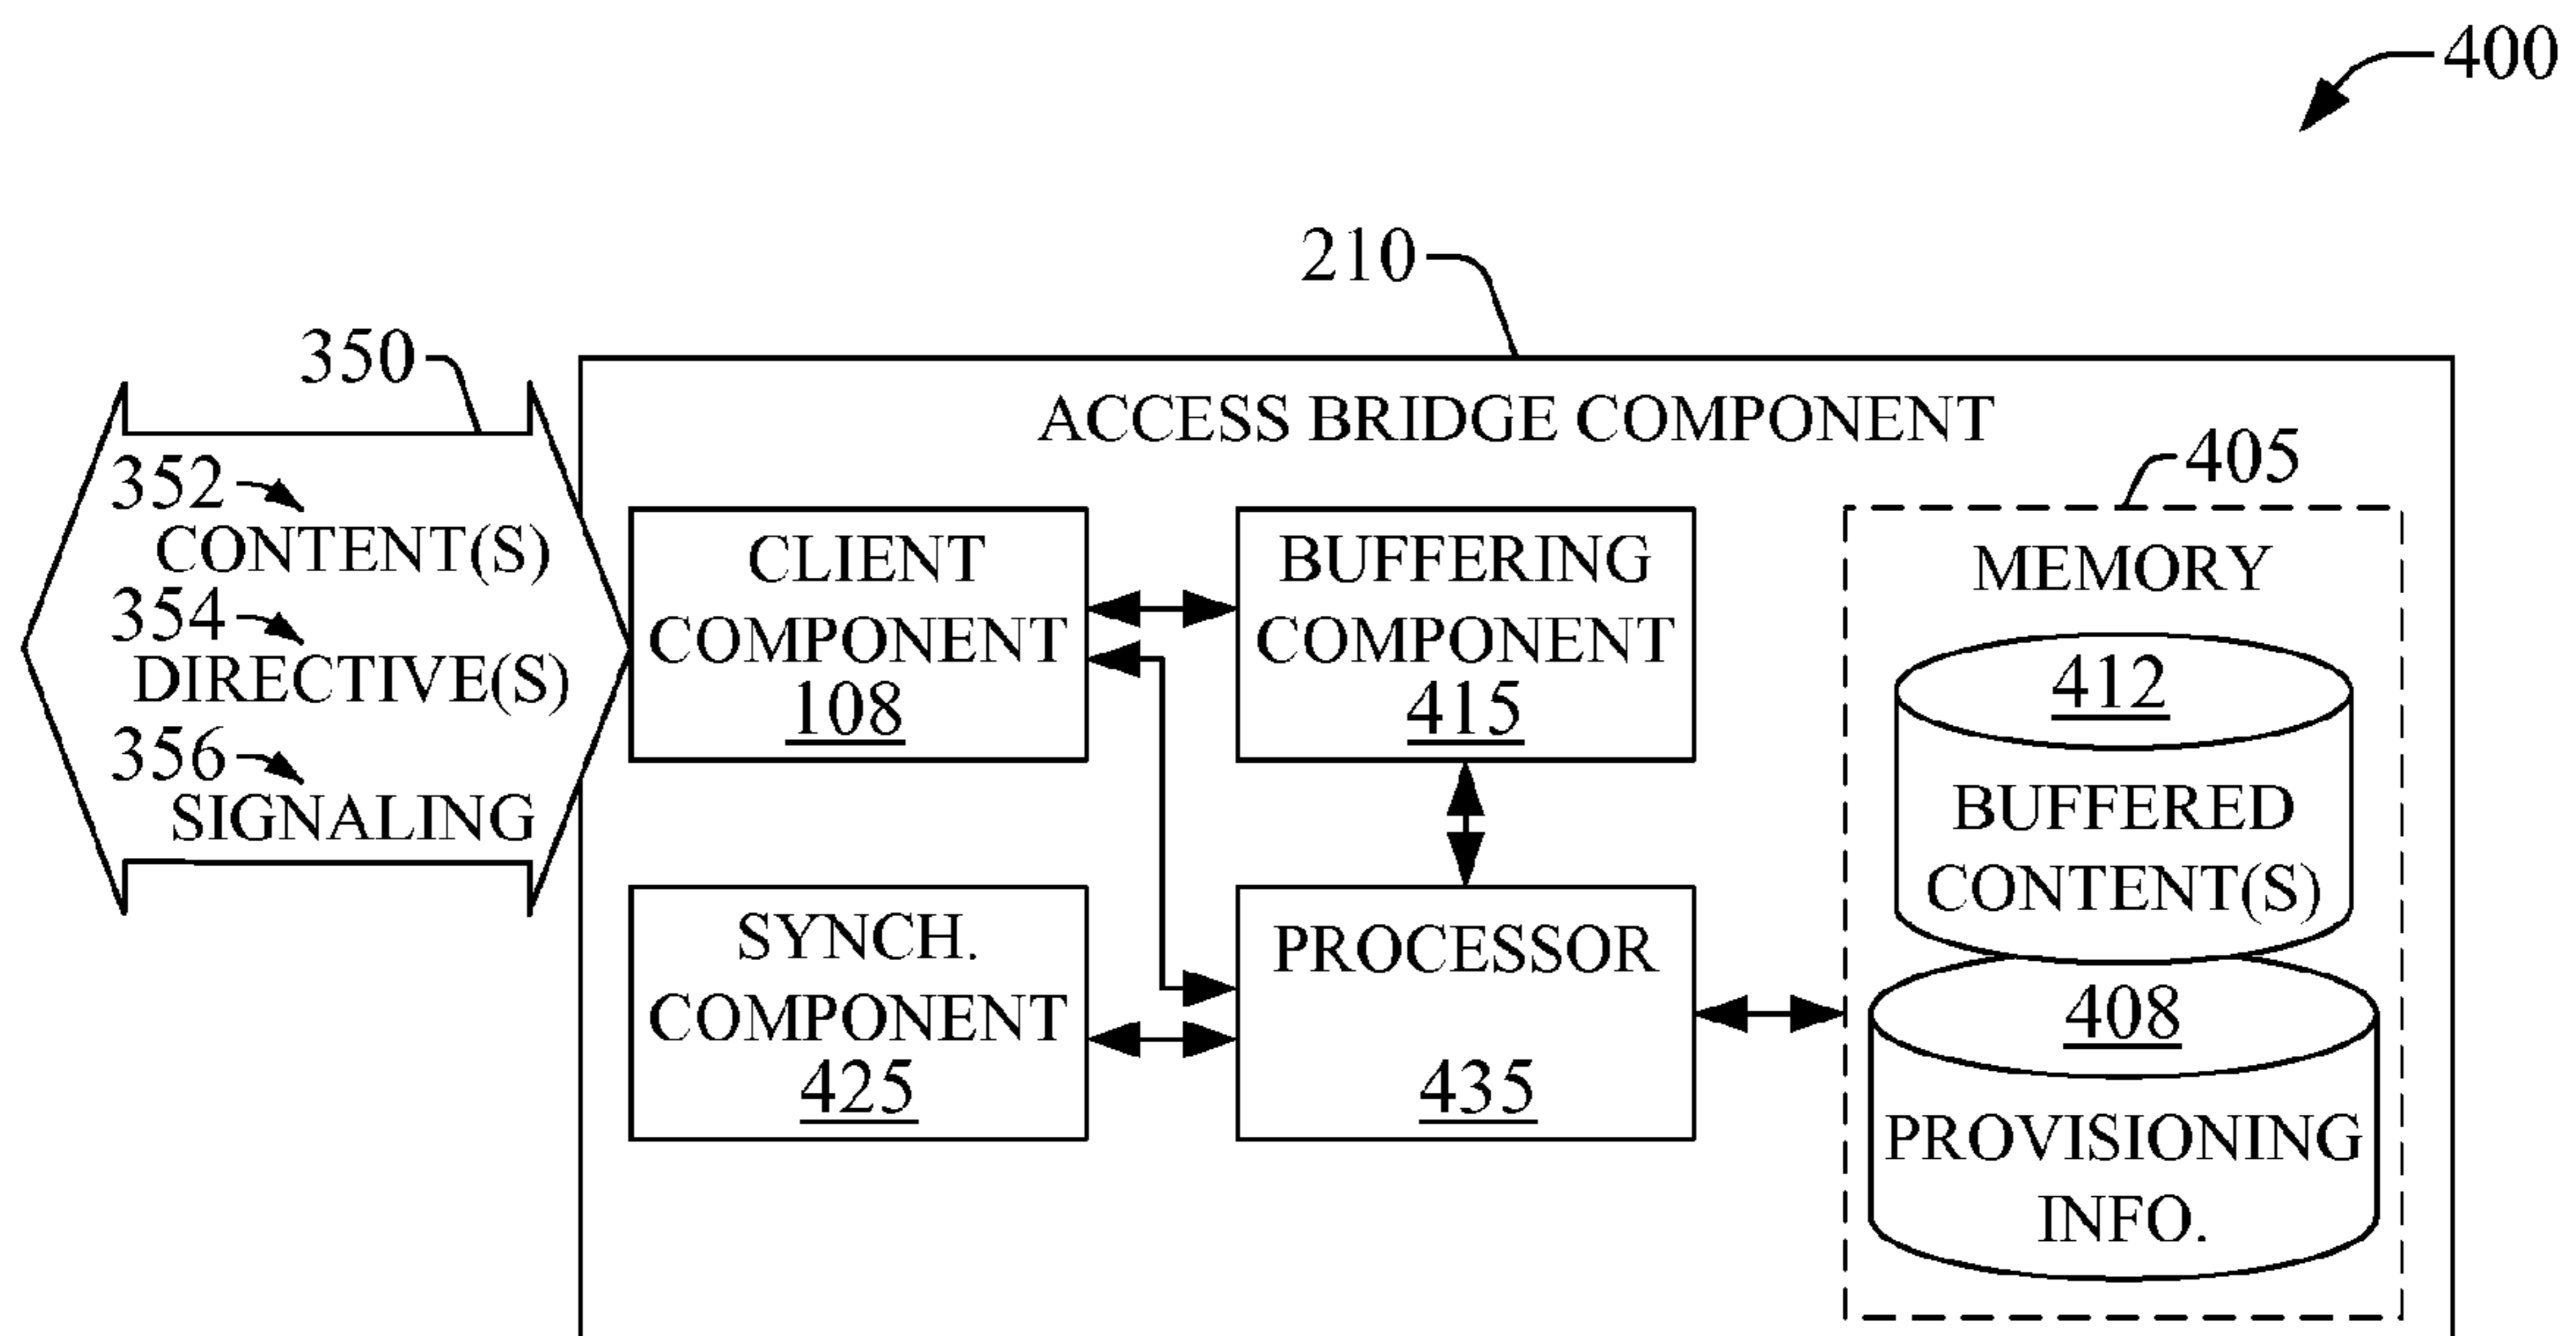 400
210
350
ACCESS BRIDGE COMPONENT
405
352
CONTENT(S)
354
DIRECTIVE(S)
356
SIGNALING
CLIENT
COMPONENT
108
BUFFERING
COMPONENT
415
MEMORY
412
BUFFERED
CONTENT(S)
SYNCH.
COMPONENT
425
PROCESSOR
435
408
PROVISIONING
INFO.